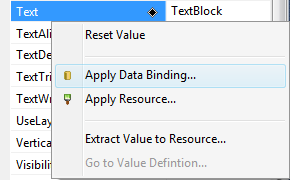 Text TextBlock
TextAli
Reset Value
TextDe
TextTri
Apply Data Binding...
TextWr
Apply Resource...
UseLay
Vertica
Extract Value to Resource...
Visibilit
Go to Value Defintion...